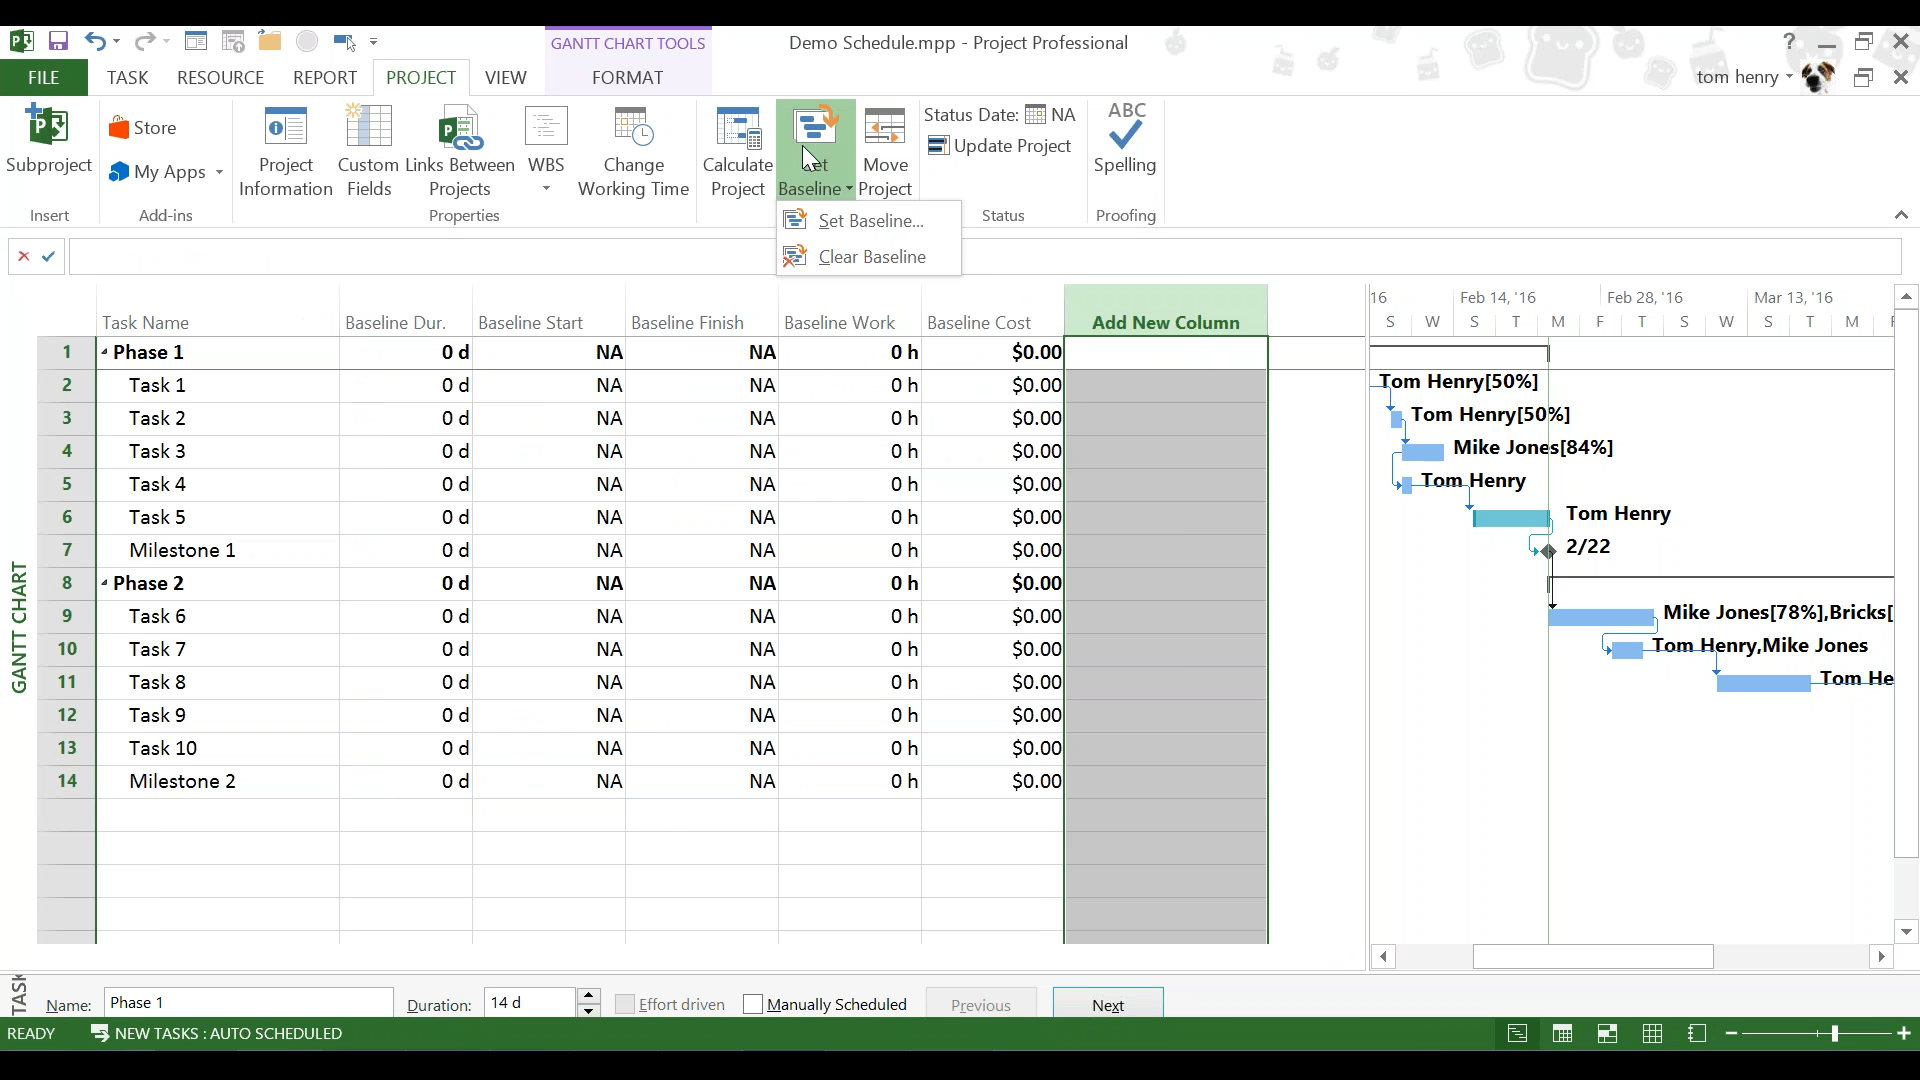 GANTT CHART TOOLS
Demo Schedule.mpp - Project Professional
?
FILE TASK RESOURCE REPORT PROJECT VIEW FORMAT
tom henry
Subproject
Insert
Store
My Apps
Add-ins
Project
Information
Custom
Fields
Links Between
Projects
WBS
Change
Working Time
Properties
Calculate
Project
Baseline
Move
Project
Status Date: NA
Update Project
Status
ABC
Spelling
Proofing
Set Baseline...
Clear Baseline
Task Name Baseline Dur. Baseline Start Baseline Finish Baseline Work Baseline Cost Add New Column
1 Phase 1 0 d NA NA 0 h $0.00
2 Task 1 0 d NA NA 0 h $0.00
3 Task 2 0 d NA NA 0 h $0.00
4 Task 3 0 d NA NA 0 h $0.00
5 Task 4 0 d NA NA 0 h $0.00
6 Task 5 0 d NA NA 0 h $0.00
7 Milestone 1 0 d NA NA 0 h $0.00
8 Phase 2 0 d NA NA 0 h $0.00
9 Task 6 0 d NA NA 0 h $0.00
10 Task 7 0 d NA NA 0 h $0.00
11 Task 8 0 d NA NA 0 h $0.00
12 Task 9 0 d NA NA 0 h $0.00
13 Task 10 0 d NA NA 0 h $0.00
14 Milestone 2 0 d NA NA 0 h $0.00
GANTT CHART
16 Feb 14, '16 Feb 28, '16 Mar 13, '16
S W S T M F T S W S T M F
Tom Henry[50%]
Tom Henry[50%]
Mike Jones[84%]
Tom Henry
Tom Henry
2/22
Mike Jones[78%],Bricks[
Tom Henry,Mike Jones
Tom He
TASK
Name: Phase 1 Duration: 14 d Effort driven Manually Scheduled Previous Next
READY NEW TASKS : AUTO SCHEDULED